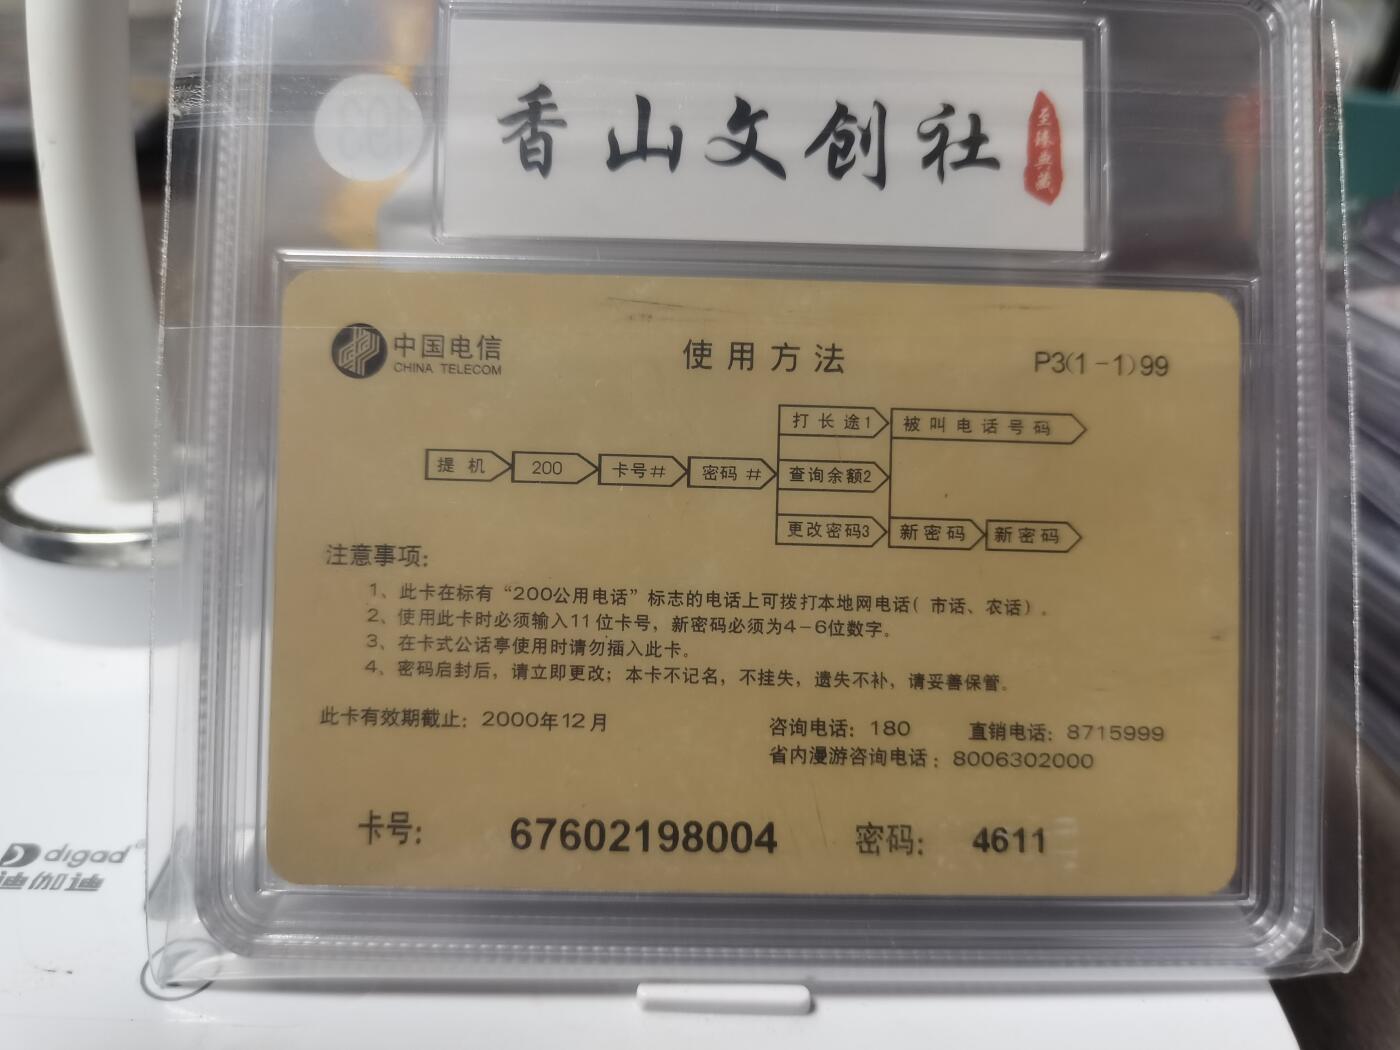 193
香山文创社
至臻典藏
中国电信
CHINA TELECOM
使用方法
P3(1-1)99
打长途1 被叫电话号码
提机 200 卡号# 密码# 查询余额2
更改密码3 新密码 新密码
注意事项：
1、此卡在标有“200公用电话”标志的电话上可拨打本地网电话（市话、农话）.
2、使用此卡时必须输入11位卡号，新密码必须为4-6位数字。
3、在卡式公话亭使用时请勿插入此卡。
4、密码启封后，请立即更改；本卡不记名，不挂失，遗失不补，请妥善保管。
此卡有效期截止：2000年12月
咨询电话：180 直销电话：8715999
省内漫游咨询电话：8006302000
卡号：67602198004 密码：4611
digad
迪伽迪